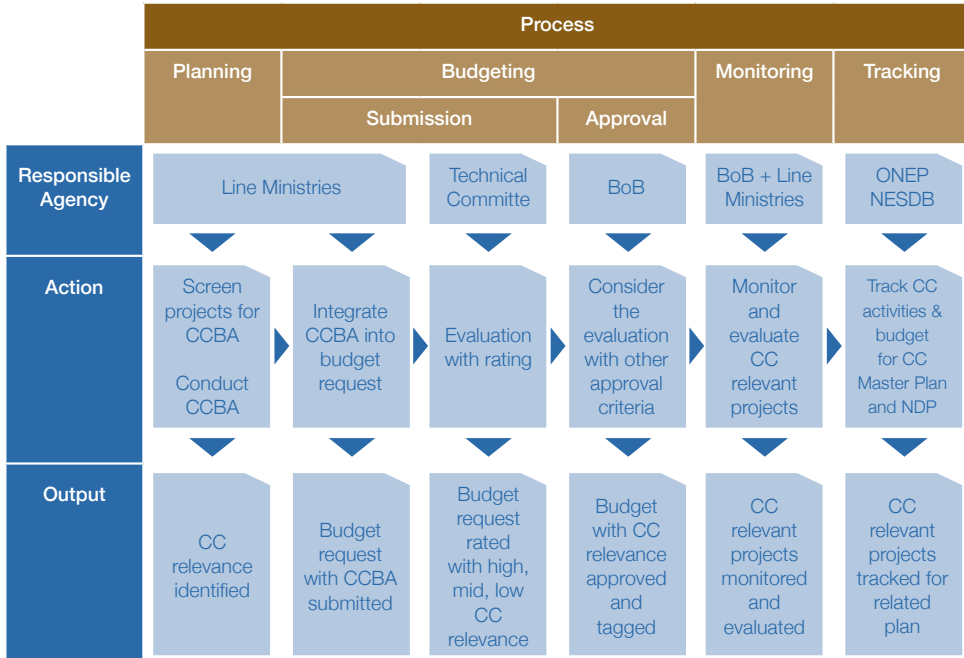 Process
Planning
Budgeting
Monitoring
Tracking
Submission
Approval
Responsible
Agency
Line Ministries
Technical
Committe
BoB
BoB + Line
Ministries
ONEP
NESDB
Action
Screen
projects for
CCBA
Conduct
CCBA
Integrate
CCBA into
budget
request
Evaluation
with rating
Consider
the
evaluation
with other
approval
criteria
Monitor
and
evaluate
CC
relevant
projects
Track CC
activities &
budget
for CC
Master Plan
and NDP
Output
CC
relevance
identified
Budget
request
with CCBA
submitted
Budget
request
rated
with high,
mid, low
CC
relevance
Budget
with CC
relevance
approved
and
tagged
CC
relevant
projects
monitored
and
evaluated
CC
relevant
projects
tracked for
related
plan